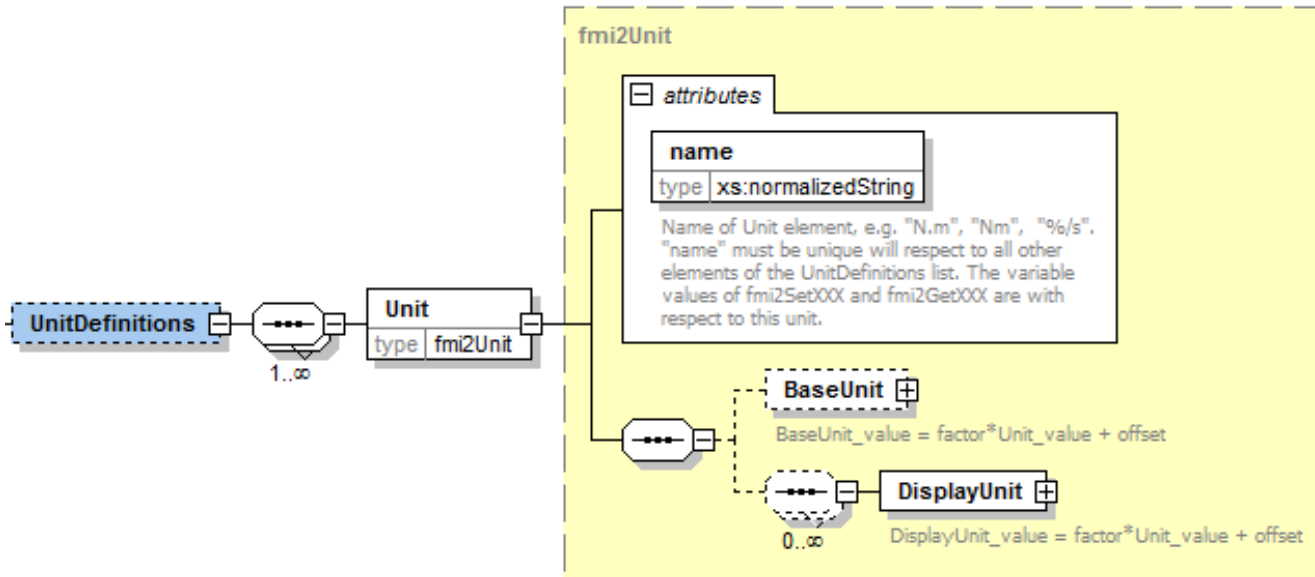 fmi2Unit
attributes
name
type xs:normalizedString
Name of Unit element, e.g. "N.m", "Nm", "%/s".
"name" must be unique will respect to all other
elements of the UnitDefinitions list. The variable
values of fmi2SetXXX and fmi2GetXXX are with
respect to this unit.
UnitDefinitions
1..∞
Unit
type fmi2Unit
BaseUnit
BaseUnit_value = factor*Unit_value + offset
0..∞
DisplayUnit
DisplayUnit_value = factor*Unit_value + offset